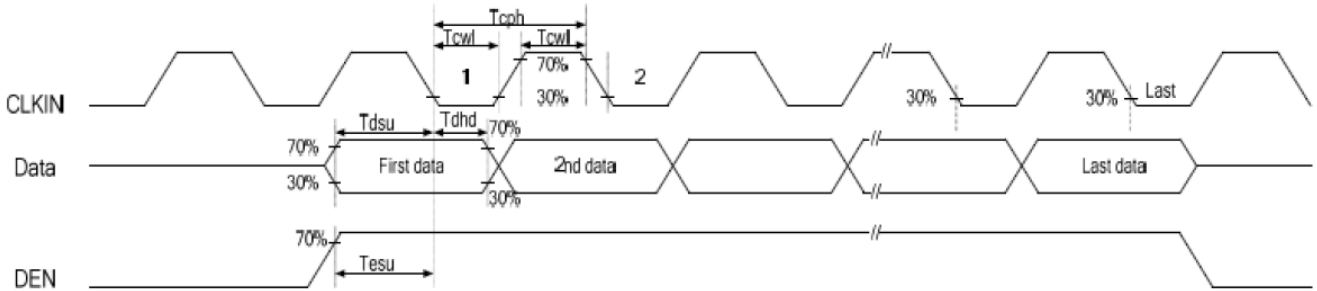 Tcph
Tcwl Tcwl
1 70% 2
CLKIN 30% 30% 30% Last
Tdsu Tdhd 70%
70%
Data First data 2nd data Last data
30% 30%
70%
Tesu
DEN